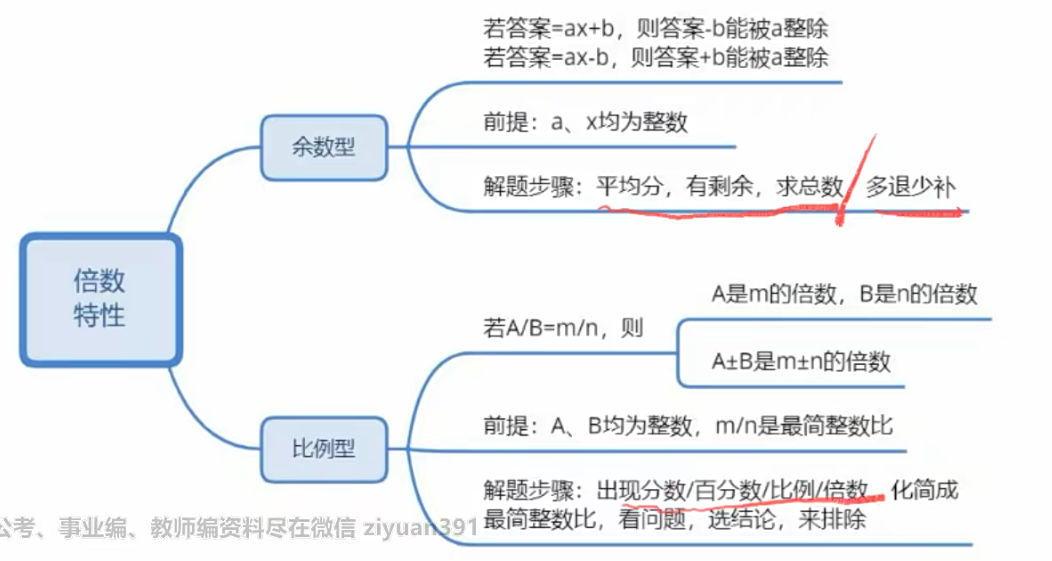 若答案=ax+b，则答案-b能被a整除
若答案=ax-b，则答案+b能被a整除
余数型
前提：a、x均为整数
解题步骤：平均分，有剩余，求总数/多退少补
倍数
特性
A是m的倍数，B是n的倍数
若A/B=m/n，则
A±B是m±n的倍数
前提：A、B均为整数，m/n是最简整数比
比例型
解题步骤：出现分数/百分数/比例/倍数，化简成
最简整数比，看问题，选结论，来排除
公考、事业编、教师编资料尽在微信 ziyuan391